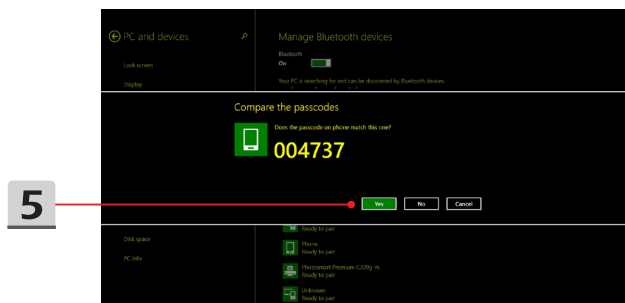 PC and devices
Lock screen
Display
Manage Bluetooth devices
Bluetooth
On
Your PC is searching for and can be discovered by Bluetooth devices
Compare the passcodes
Does the passcode on phone match this one?
004737
5
Yes
No
Cancel
Disk space
PC info
Ready to pair
Phone
Ready to pair
Photosmart Premium C309g-m
Ready to pair
Unknown
Ready to pair